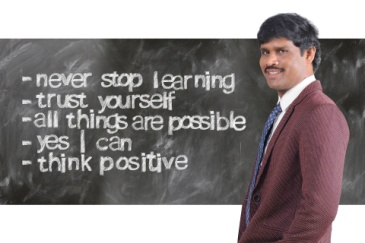 - never stop learning
- trust yourself
- all things are possible
- yes I can
- think positive